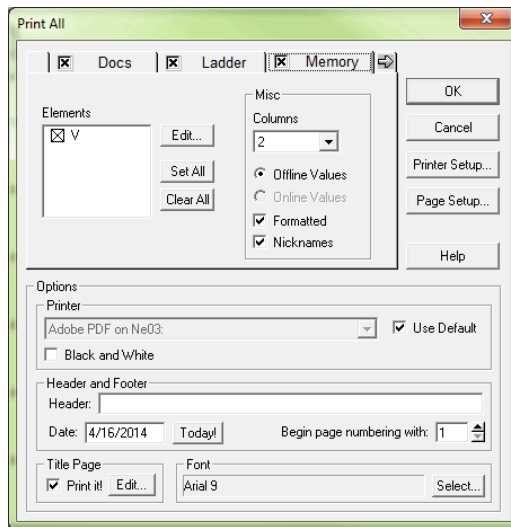 Print All
Docs Ladder Memory
OK
Cancel
Printer Setup...
Page Setup...
Help
Elements
V
Edit...
Set All
Clear All
Misc
Columns
2
Offline Values
Online Values
Formatted
Nicknames
Options
Printer
Adobe PDF on Ne03:
Use Default
Black and White
Header and Footer
Header:
Date: 4/16/2014 Today! Begin page numbering with: 1
Title Page
Print it! Edit...
Font
Arial 9 Select...